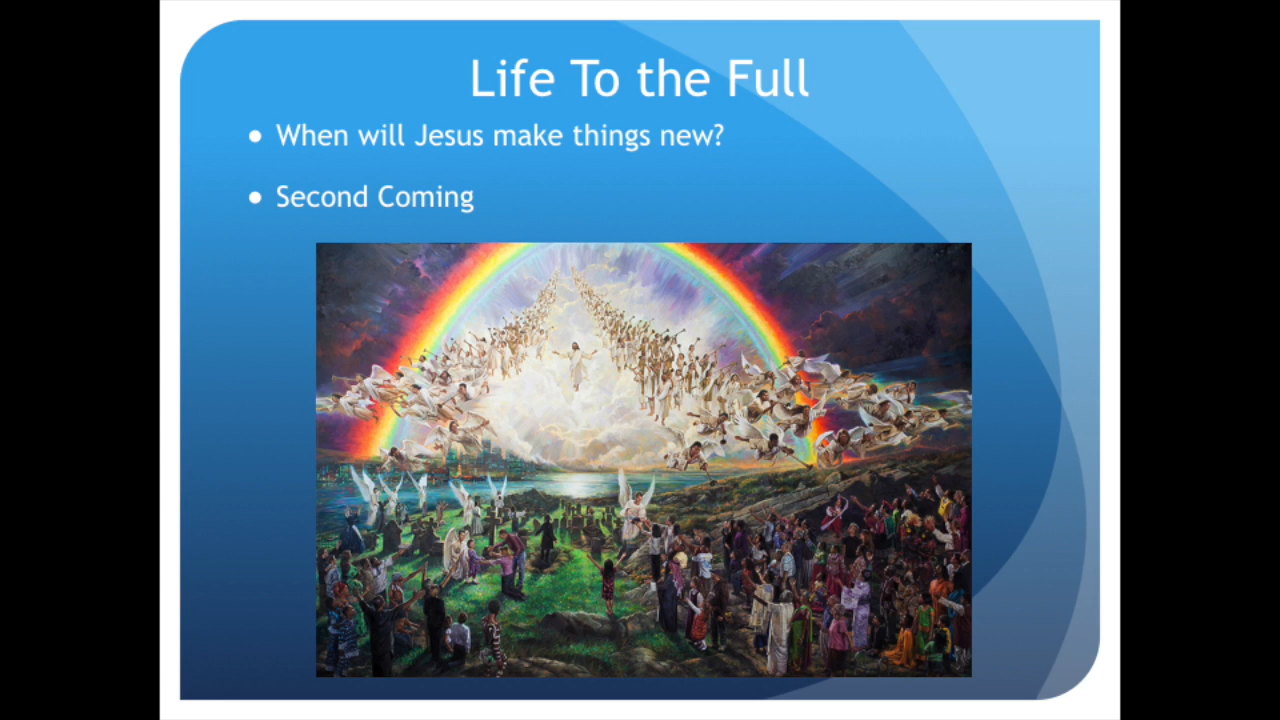 Life To the Full
• When will Jesus make things new?
• Second Coming